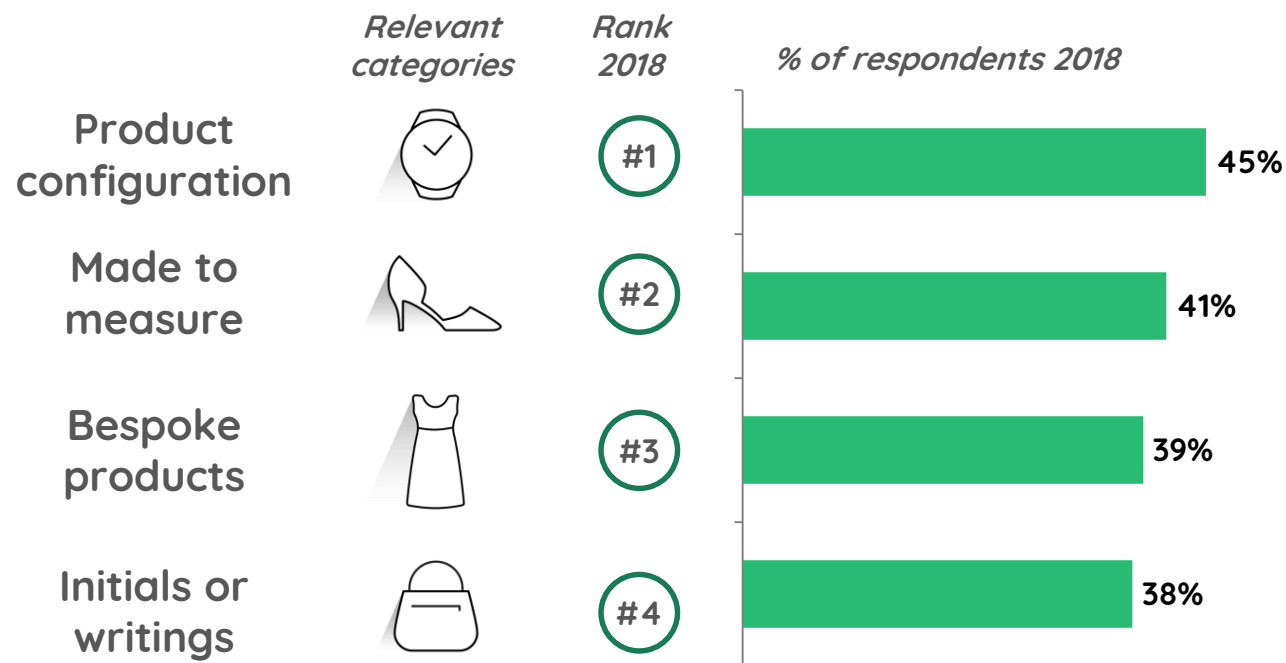 Relevant categories
Rank 2018
% of respondents 2018
Product configuration
#1
45%
Made to measure
#2
41%
Bespoke products
#3
39%
Initials or writings
#4
38%